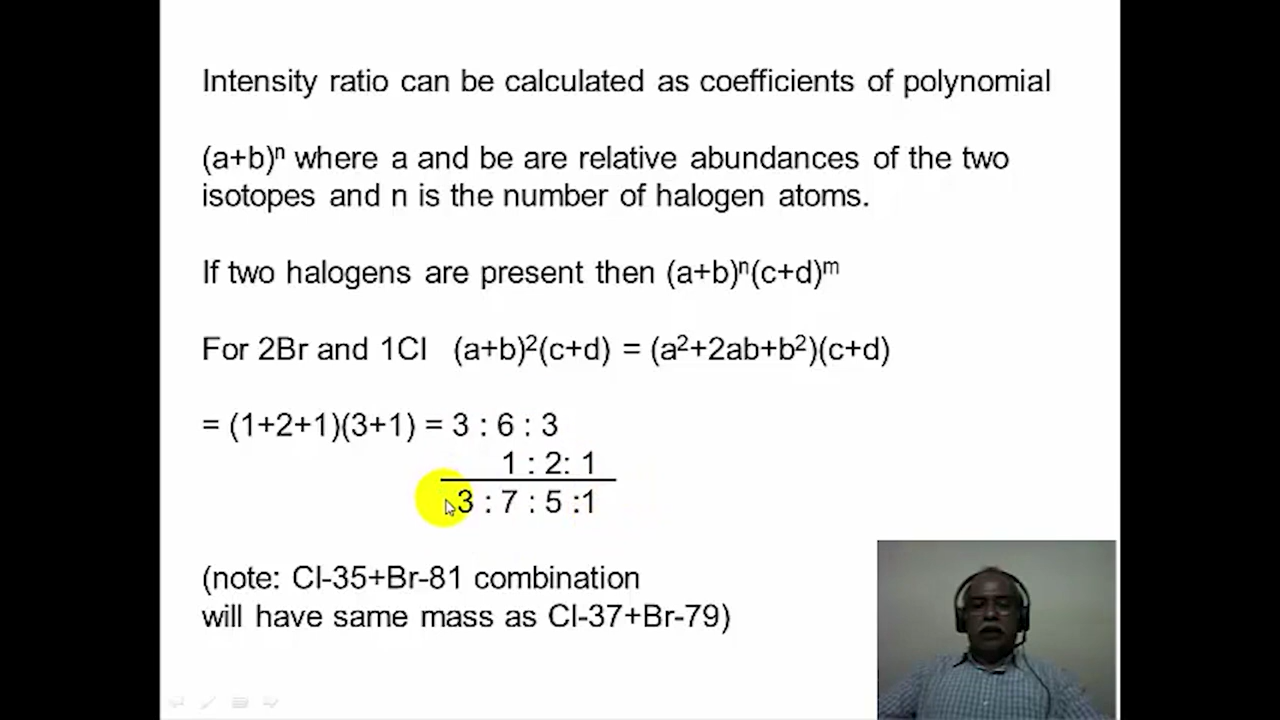 Intensity ratio can be calculated as coefficients of polynomial
(a+b)ⁿ where a and be are relative abundances of the two
isotopes and n is the number of halogen atoms.
If two halogens are present then (a+b)ⁿ(c+d)ᵐ
For 2Br and 1Cl (a+b)²(c+d) = (a²+2ab+b²)(c+d)
= (1+2+1)(3+1) = 3 : 6 : 3
1 : 2: 1
3 : 7 : 5 :1
(note: Cl-35+Br-81 combination
will have same mass as Cl-37+Br-79)